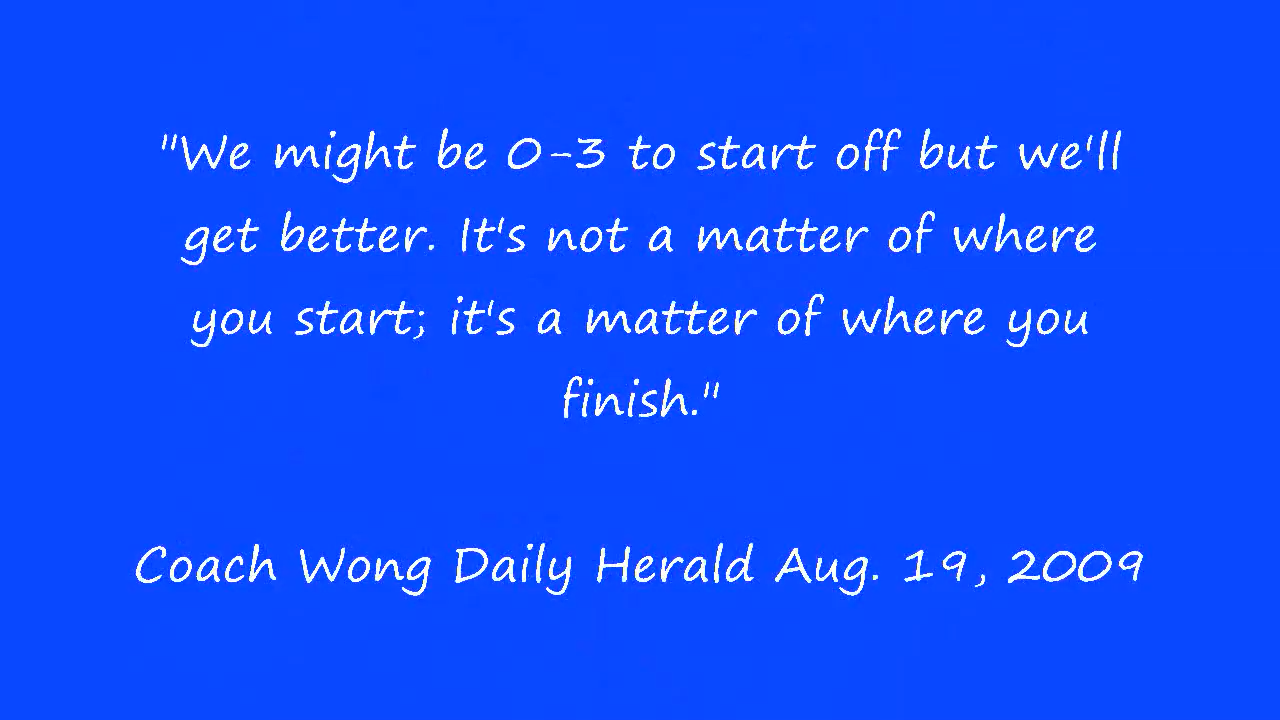 "We might be 0-3 to start off but we'll
get better. It's not a matter of where
you start; it's a matter of where you
finish."
Coach Wong Daily Herald Aug. 19, 2009